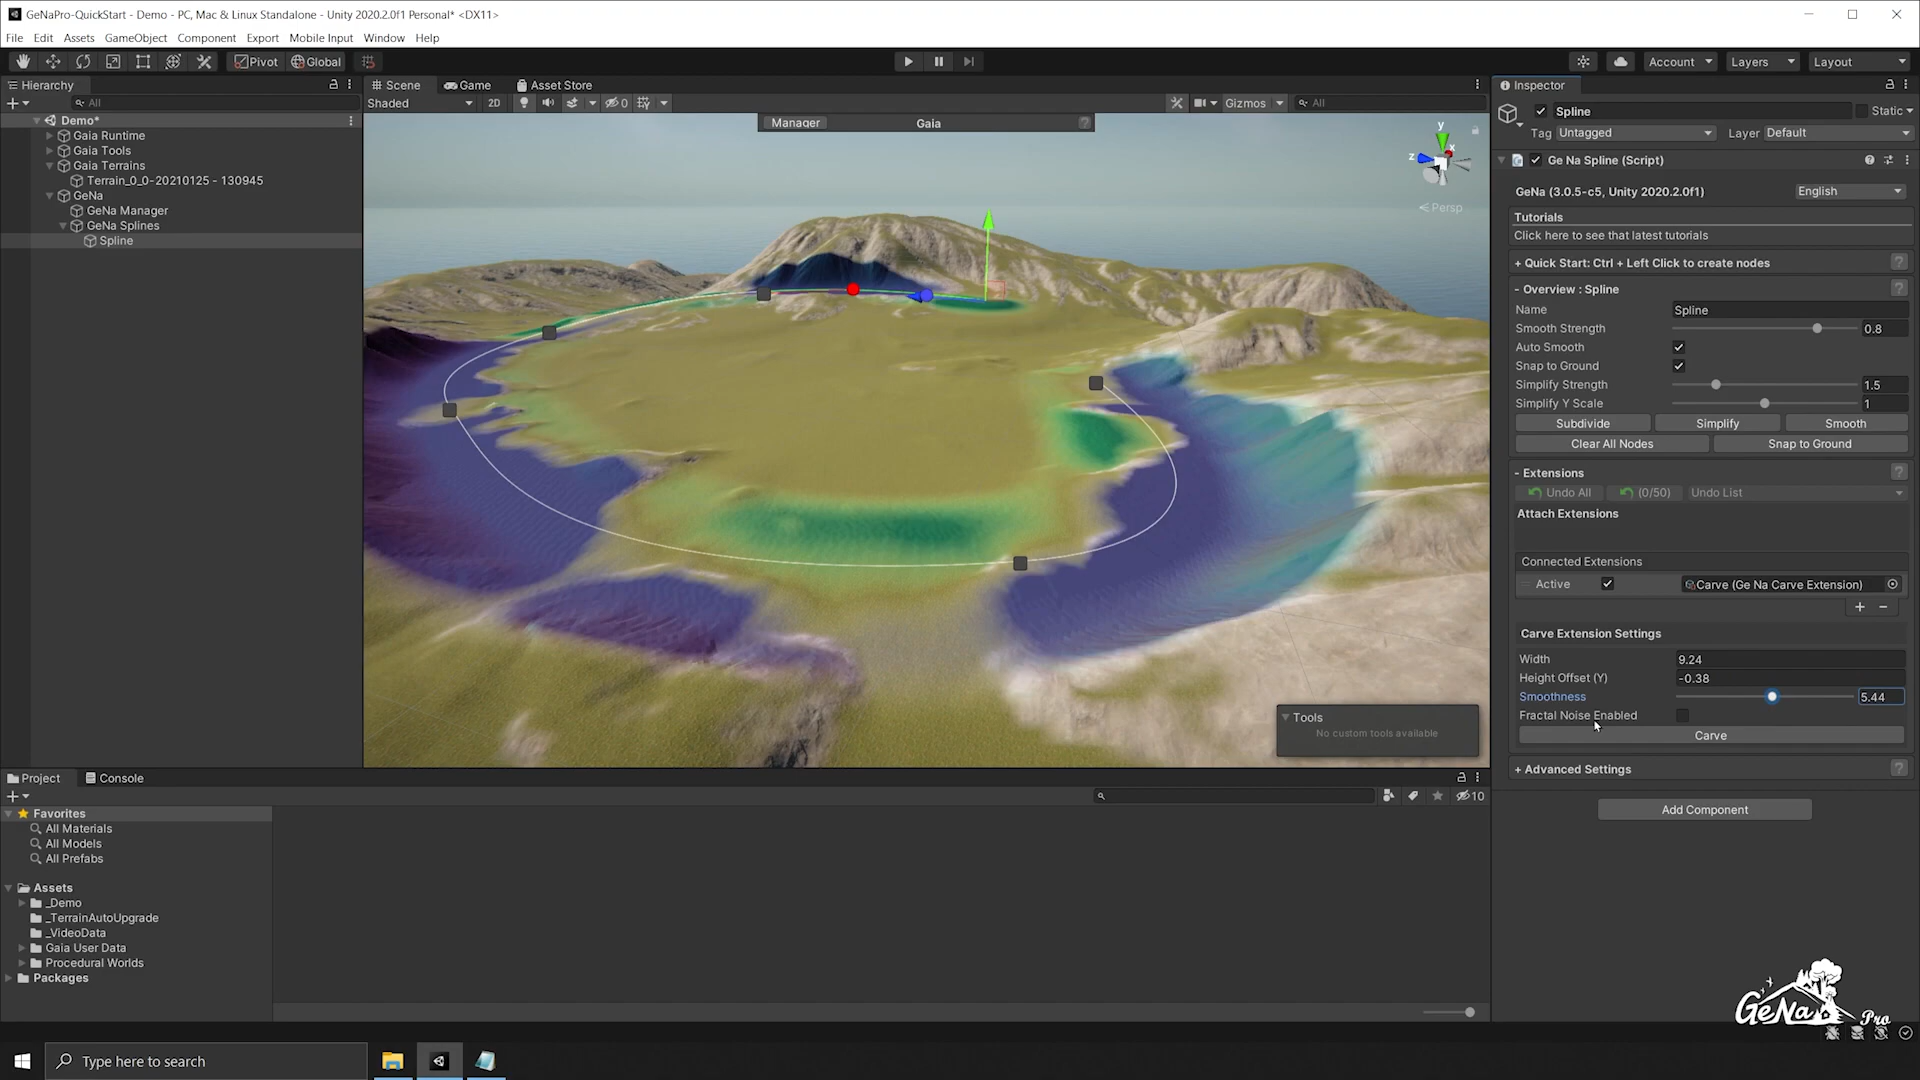 GeNaPro-QuickStart - Demo - PC, Mac & Linux Standalone - Unity 2020.2.0f1 Personal* <DX11>
File Edit Assets GameObject Component Export Mobile Input Window Help
Pivot Global Account Layers Layout
Hierarchy
All
Demo*
Gaia Runtime
Gaia Tools
Gaia Terrains
Terrain_0_0-20210125 - 130945
GeNa
GeNa Manager
GeNa Splines
Spline
Scene Game Asset Store
Shaded 2D 0 Gizmos All
Manager Gaia
y
x
z
Persp
Tools
No custom tools available
Inspector
Spline Static
Tag Untagged Layer Default
Ge Na Spline (Script)
GeNa (3.0.5-c5, Unity 2020.2.0f1) English
Tutorials
Click here to see that latest tutorials
+ Quick Start: Ctrl + Left Click to create nodes ?
- Overview : Spline ?
Name Spline
Smooth Strength 0.8
Auto Smooth
Snap to Ground
Simplify Strength 1.5
Simplify Y Scale 1
Subdivide Simplify Smooth
Clear All Nodes Snap to Ground
- Extensions ?
Undo All (0/50) Undo List
Attach Extensions
Connected Extensions
Active Carve (Ge Na Carve Extension)
+ -
Carve Extension Settings
Width 9.24
Height Offset (Y) -0.38
Smoothness 5.44
Fractal Noise Enabled
Carve
+ Advanced Settings ?
Add Component
Project Console
10
Favorites
All Materials
All Models
All Prefabs
Assets
_Demo
_TerrainAutoUpgrade
_VideoData
Gaia User Data
Procedural Worlds
Packages
GeNa Pro
Type here to search